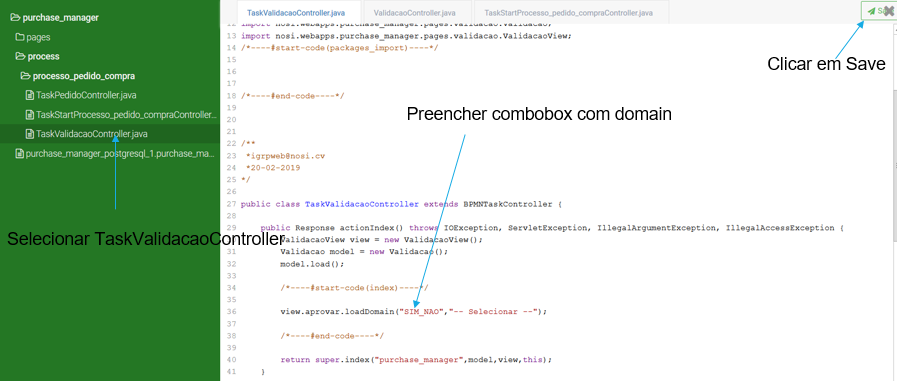 purchase_manager
pages
process
processo_pedido_compra
TaskPedidoController.java
TaskStartProcesso_pedido_compraController...
TaskValidacaoController.java
purchase_manager_postgresql_1.purchase_ma...
Selecionar TaskValidacaoController
TaskValidacaoController.java
ValidacaoController.java
TaskStartProcesso_pedido_compraController.java
Clicar em Save
Preencher combobox com domain
12 import nosi.webapps.purchase_manager.pages.validacao.Validacao;
13 import nosi.webapps.purchase_manager.pages.validacao.ValidacaoView;
14 /*----#start-code(packages_import)----*/
15
16
17
18 /*----#end-code----*/
19
20
21
22 /**
23 *igrpweb@nosi.cv
24 *20-02-2019
25 */
26
27 public class TaskValidacaoController extends BPMNTaskController {
28
29 public Response actionIndex() throws IOException, ServletException, IllegalArgumentException, IllegalAccessException {
30 ValidacaoView view = new ValidacaoView();
31 Validacao model = new Validacao();
32 model.load();
33
34 /*----#start-code(index)----*/
35
36 view.aprovar.loadDomain("SIM_NAO","-- Selecionar --");
37
38 /*----#end-code----*/
39
40 return super.index("purchase_manager",model,view,this);
41 }